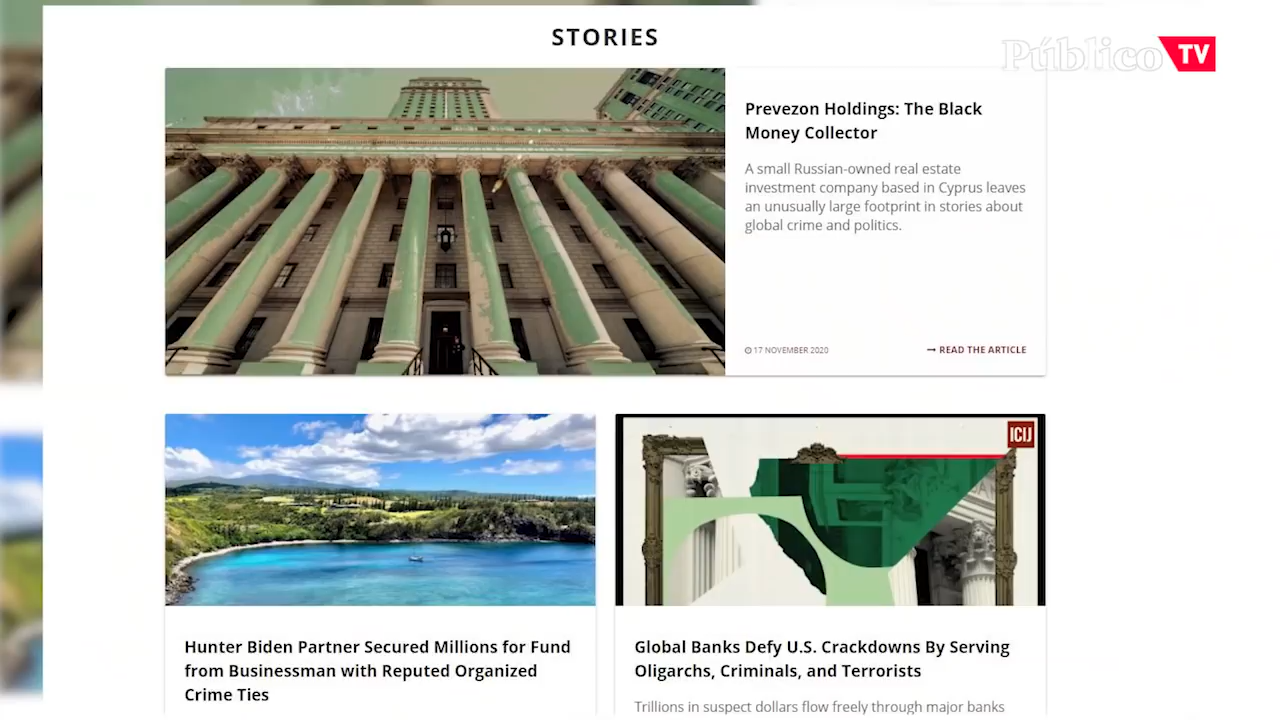 STORIES
Público TV
Prevezon Holdings: The Black
Money Collector
A small Russian-owned real estate
investment company based in Cyprus leaves
an unusually large footprint in stories about
global crime and politics.
17 NOVEMBER 2020
→ READ THE ARTICLE
ICIJ
Hunter Biden Partner Secured Millions for Fund
from Businessman with Reputed Organized
Crime Ties
Global Banks Defy U.S. Crackdowns By Serving
Oligarchs, Criminals, and Terrorists
Trillions in suspect dollars flow freely through major banks